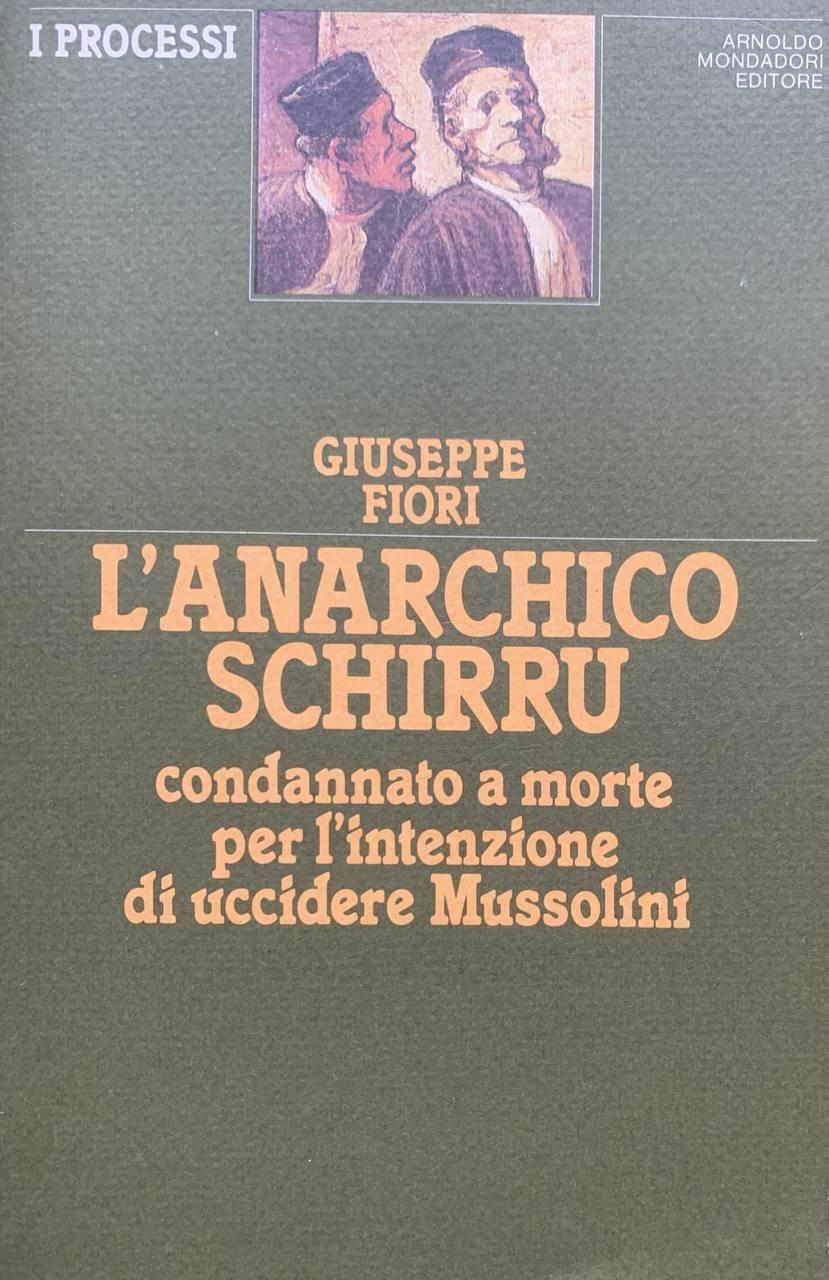 I PROCESSI
ARNOLDO
MONDADORI
EDITORE
GIUSEPPE
FIORI
L'ANARCHICO
SCHIRRU
condannato a morte
per l'intenzione
di uccidere Mussolini